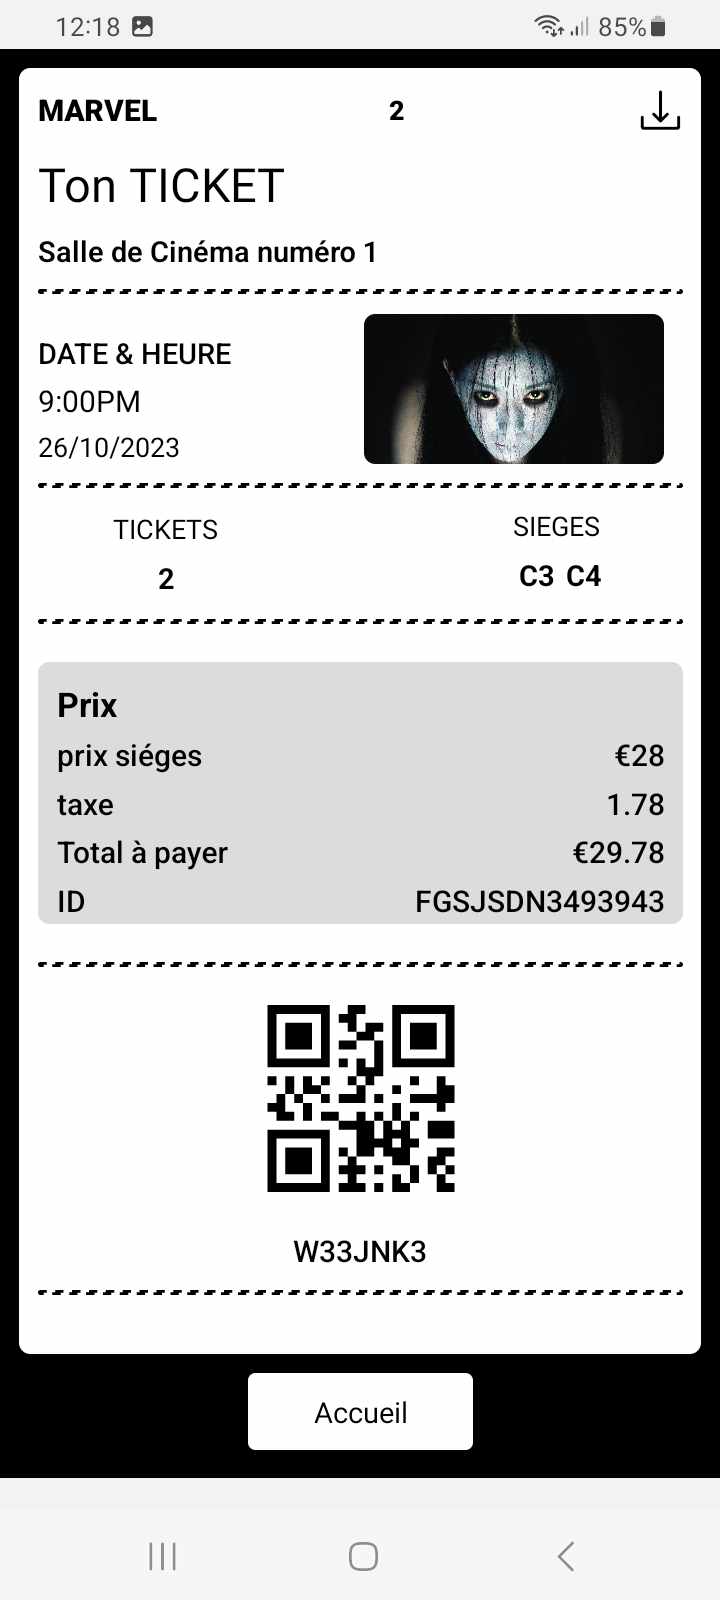 12:18 85%
MARVEL 2
Ton TICKET
Salle de Cinéma numéro 1
DATE & HEURE
9:00PM
26/10/2023
TICKETS SIEGES
2 C3 C4
Prix
prix siéges €28
taxe 1.78
Total à payer €29.78
ID FGSJSDN3493943
W33JNK3
Accueil